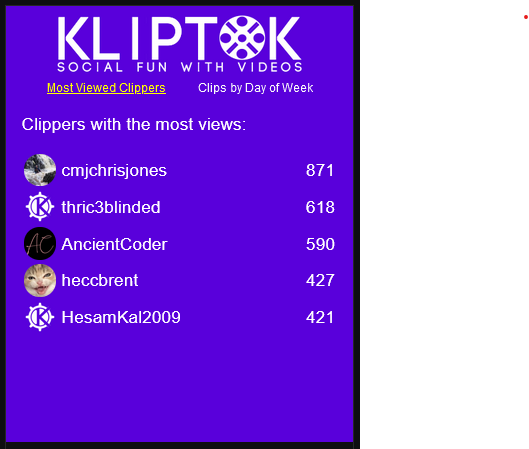 KLIPTOK
SOCIAL FUN WITH VIDEOS
Most Viewed Clippers Clips by Day of Week
Clippers with the most views:
cmjchrisjones 871
thric3blinded 618
AC AncientCoder 590
heccbrent 427
K HesamKal2009 421